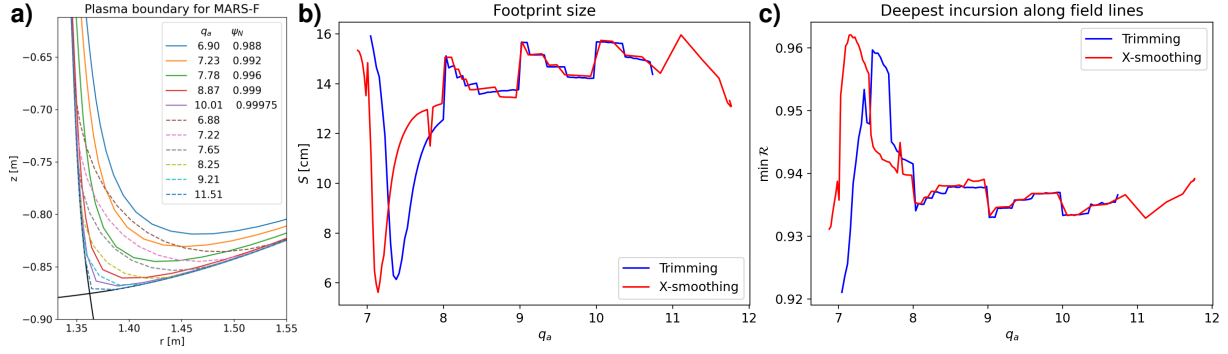 a)
Plasma boundary for MARS-F
q_a ψ_N
6.90 0.988
7.23 0.992
7.78 0.996
8.87 0.999
10.01 0.99975
6.88
7.22
7.65
8.25
9.21
11.51
−0.65
−0.70
−0.75
−0.80
−0.85
−0.90
z [m]
1.35 1.40 1.45 1.50 1.55
r [m]
b)
Footprint size
16
14
12
10
8
6
S [cm]
Trimming
X-smoothing
7 8 9 10 11 12
q_a
c)
Deepest incursion along field lines
Trimming
X-smoothing
0.96
0.95
0.94
0.93
0.92
min ℛ
7 8 9 10 11 12
q_a